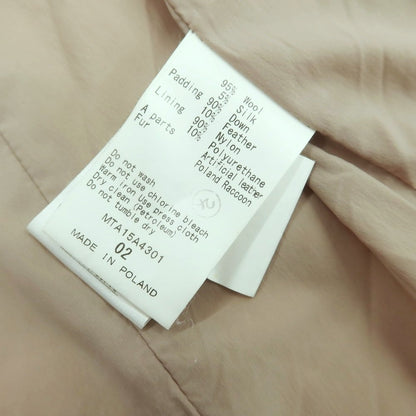 95% Wool
5% Silk
Padding 90% Down
10% Feather
Lining 90% Nylon
10% Polyurethane
A parts Artificial leather
Fur Poland Raccoon
Do not wash
Do not use chlorine bleach
Warm iron Use press cloth
Dry clean (Petroleum)
Do not tumble dry
MTA15A4301
02
MADE IN POLAND